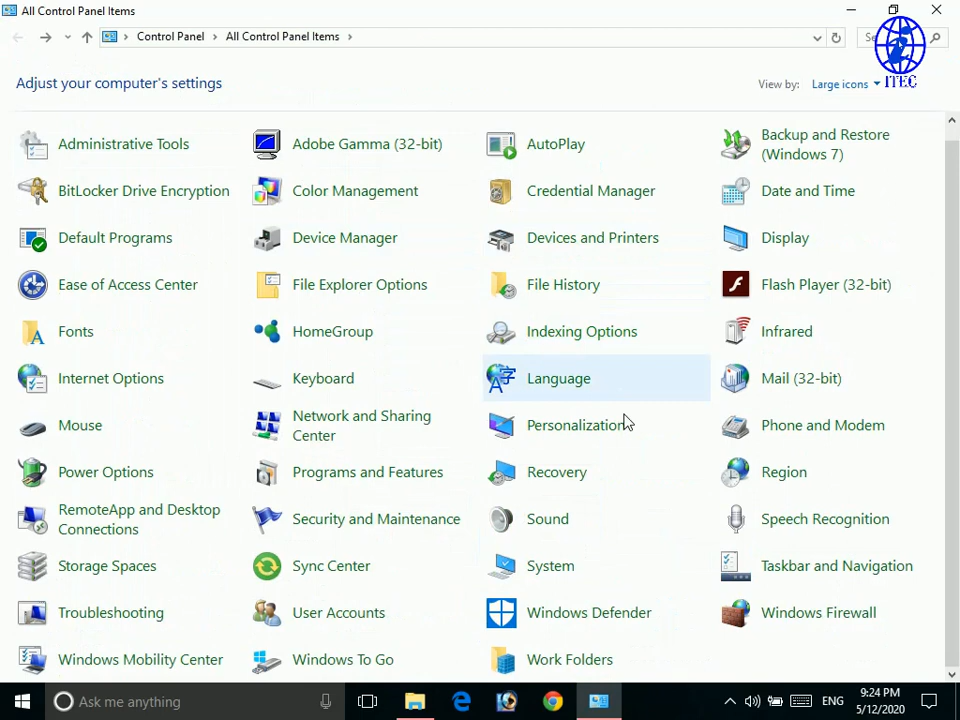 All Control Panel Items
Control Panel > All Control Panel Items >
Adjust your computer's settings
View by: Large icons
ITEC
Administrative Tools
Adobe Gamma (32-bit)
AutoPlay
Backup and Restore
(Windows 7)
BitLocker Drive Encryption
Color Management
Credential Manager
Date and Time
Default Programs
Device Manager
Devices and Printers
Display
Ease of Access Center
File Explorer Options
File History
Flash Player (32-bit)
Fonts
HomeGroup
Indexing Options
Infrared
Internet Options
Keyboard
Language
Mail (32-bit)
Mouse
Network and Sharing
Center
Personalization
Phone and Modem
Power Options
Programs and Features
Recovery
Region
RemoteApp and Desktop
Connections
Security and Maintenance
Sound
Speech Recognition
Storage Spaces
Sync Center
System
Taskbar and Navigation
Troubleshooting
User Accounts
Windows Defender
Windows Firewall
Windows Mobility Center
Windows To Go
Work Folders
Ask me anything
ENG
9:24 PM
5/12/2020